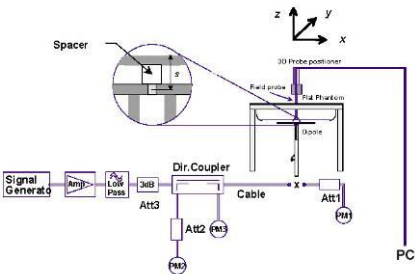 z
y
x
Spacer
s
3D Probe positioner
Field probe
Flat Phantom
Dipole
Signal
Generato
Amp
Low
Pass
3dB
Att3
Dir.Coupler
Cable
x
Att1
PM1
Att2
PM3
PM2
PC